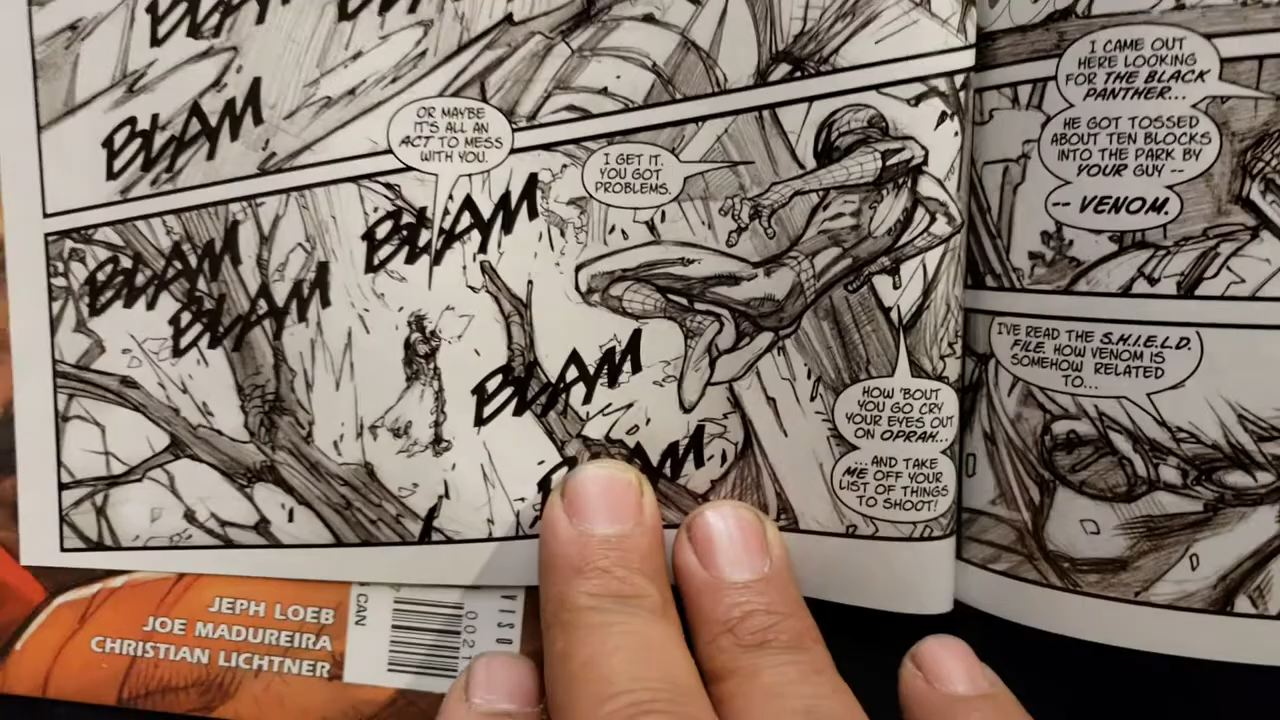 BLAM
OR MAYBE
IT'S ALL AN
ACT TO MESS
WITH YOU.
I GET IT.
YOU GOT
PROBLEMS.
BLAM
BLAM
BLAM
BLAM
HOW 'BOUT
YOU GO CRY
YOUR EYES OUT
ON OPRAH...
...AND TAKE
ME OFF YOUR
LIST OF THINGS
TO SHOOT!
I CAME OUT
HERE LOOKING
FOR THE BLACK
PANTHER...
HE GOT TOSSED
ABOUT TEN BLOCKS
INTO THE PARK BY
YOUR GUY --
-- VENOM.
I'VE READ THE S.H.I.E.L.D.
FILE. HOW VENOM IS
SOMEHOW RELATED
TO...
JEPH LOEB
JOE MADUREIRA
CHRISTIAN LICHTNER
CAN